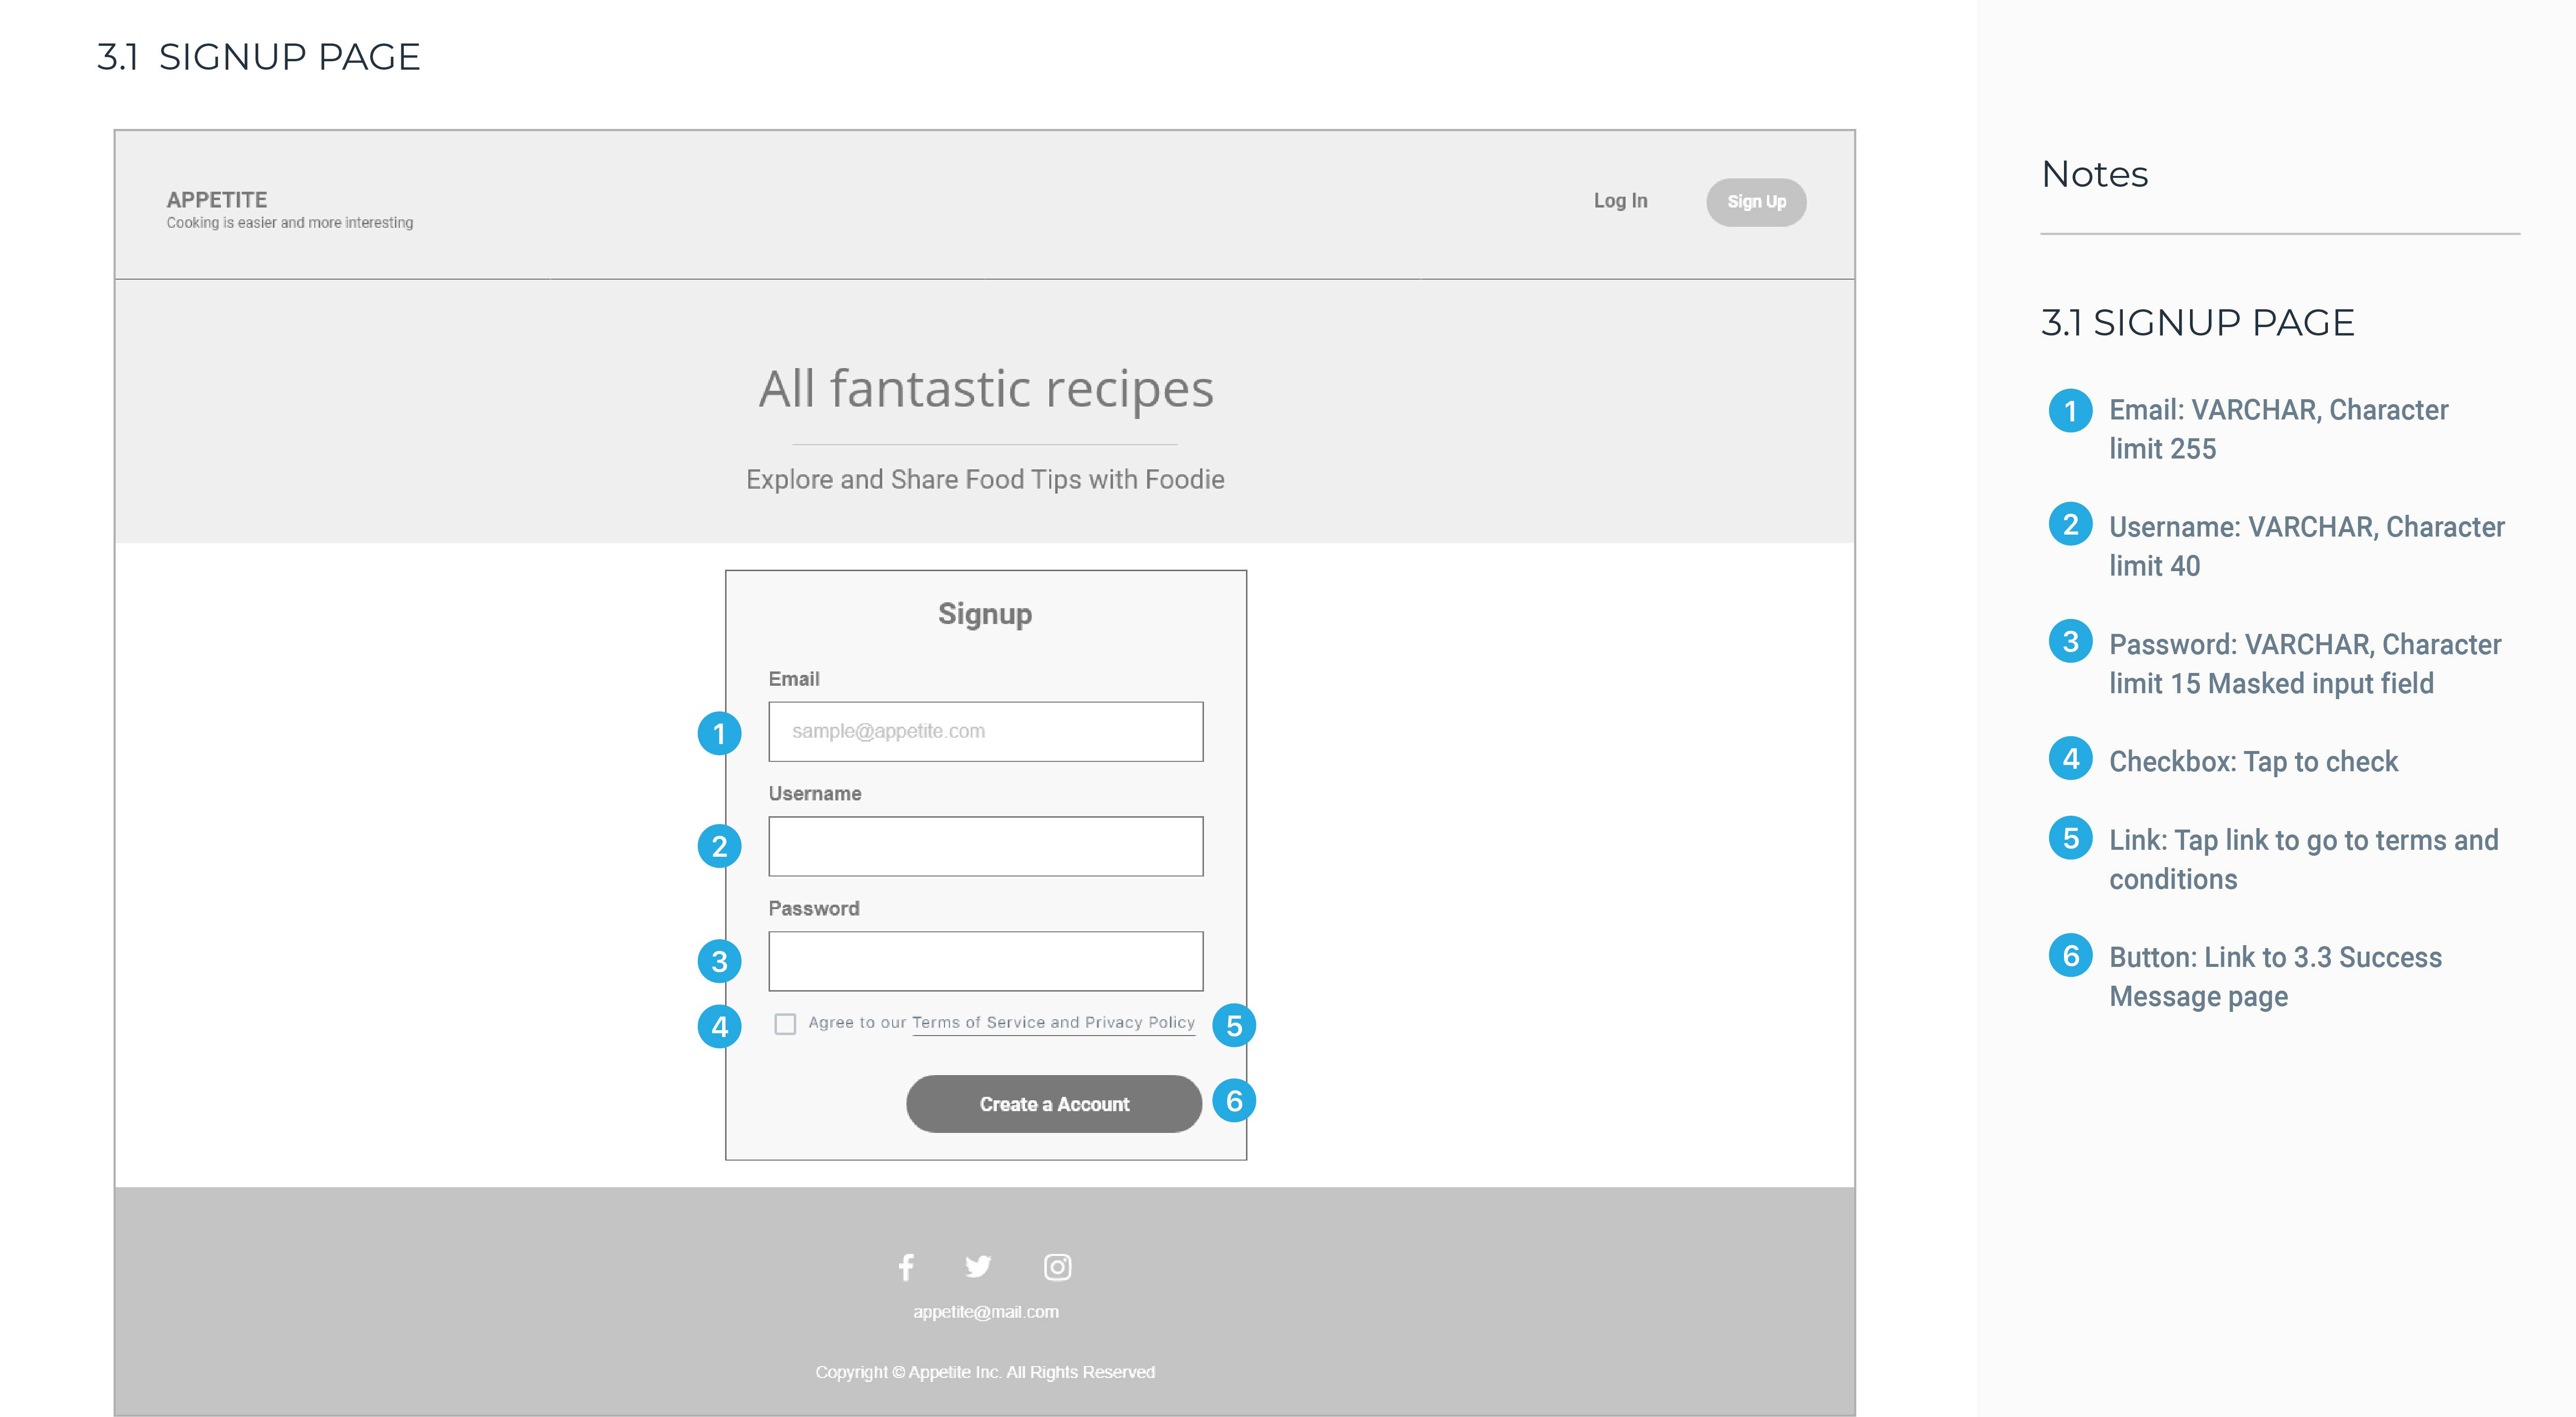 3.1 SIGNUP PAGE
APPETITE
Cooking is easier and more interesting
Log In
Sign Up
All fantastic recipes
Explore and Share Food Tips with Foodie
Signup
Email
1
sample@appetite.com
Username
2
Password
3
4
Agree to our Terms of Service and Privacy Policy
5
Create a Account
6
appetite@mail.com
Copyright © Appetite Inc. All Rights Reserved
Notes
3.1 SIGNUP PAGE
1 Email: VARCHAR, Character
limit 255
2 Username: VARCHAR, Character
limit 40
3 Password: VARCHAR, Character
limit 15 Masked input field
4 Checkbox: Tap to check
5 Link: Tap link to go to terms and
conditions
6 Button: Link to 3.3 Success
Message page